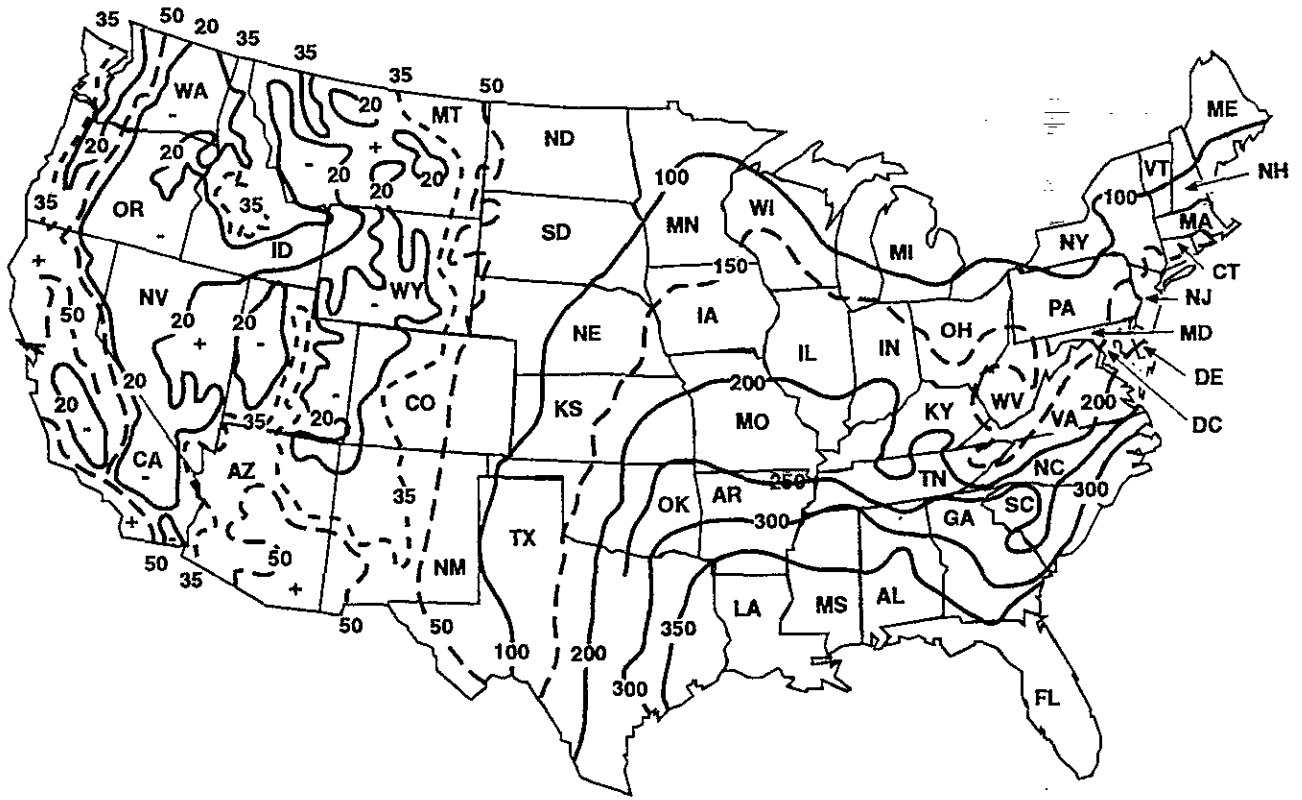 35 50 20 35 35 35 50
WA 20 MT ND ME
20 20 + VT NH
- - 20 20 20 100 MN WI 100
35 OR 35 SD MI NY MA
- ID CT
+ NV WY 150 PA NJ
50 20 20 - NE IA OH MD
+ - IL IN DE
20 20 - CO KS 200 KY WV VA 200 DC
- 35 20 MO
CA AZ TN NC
- 35 OK AR 250 300
+ 50 TX 300 GA SC
50 35 + NM
50 50 LA MS AL
100 200 350
300 FL